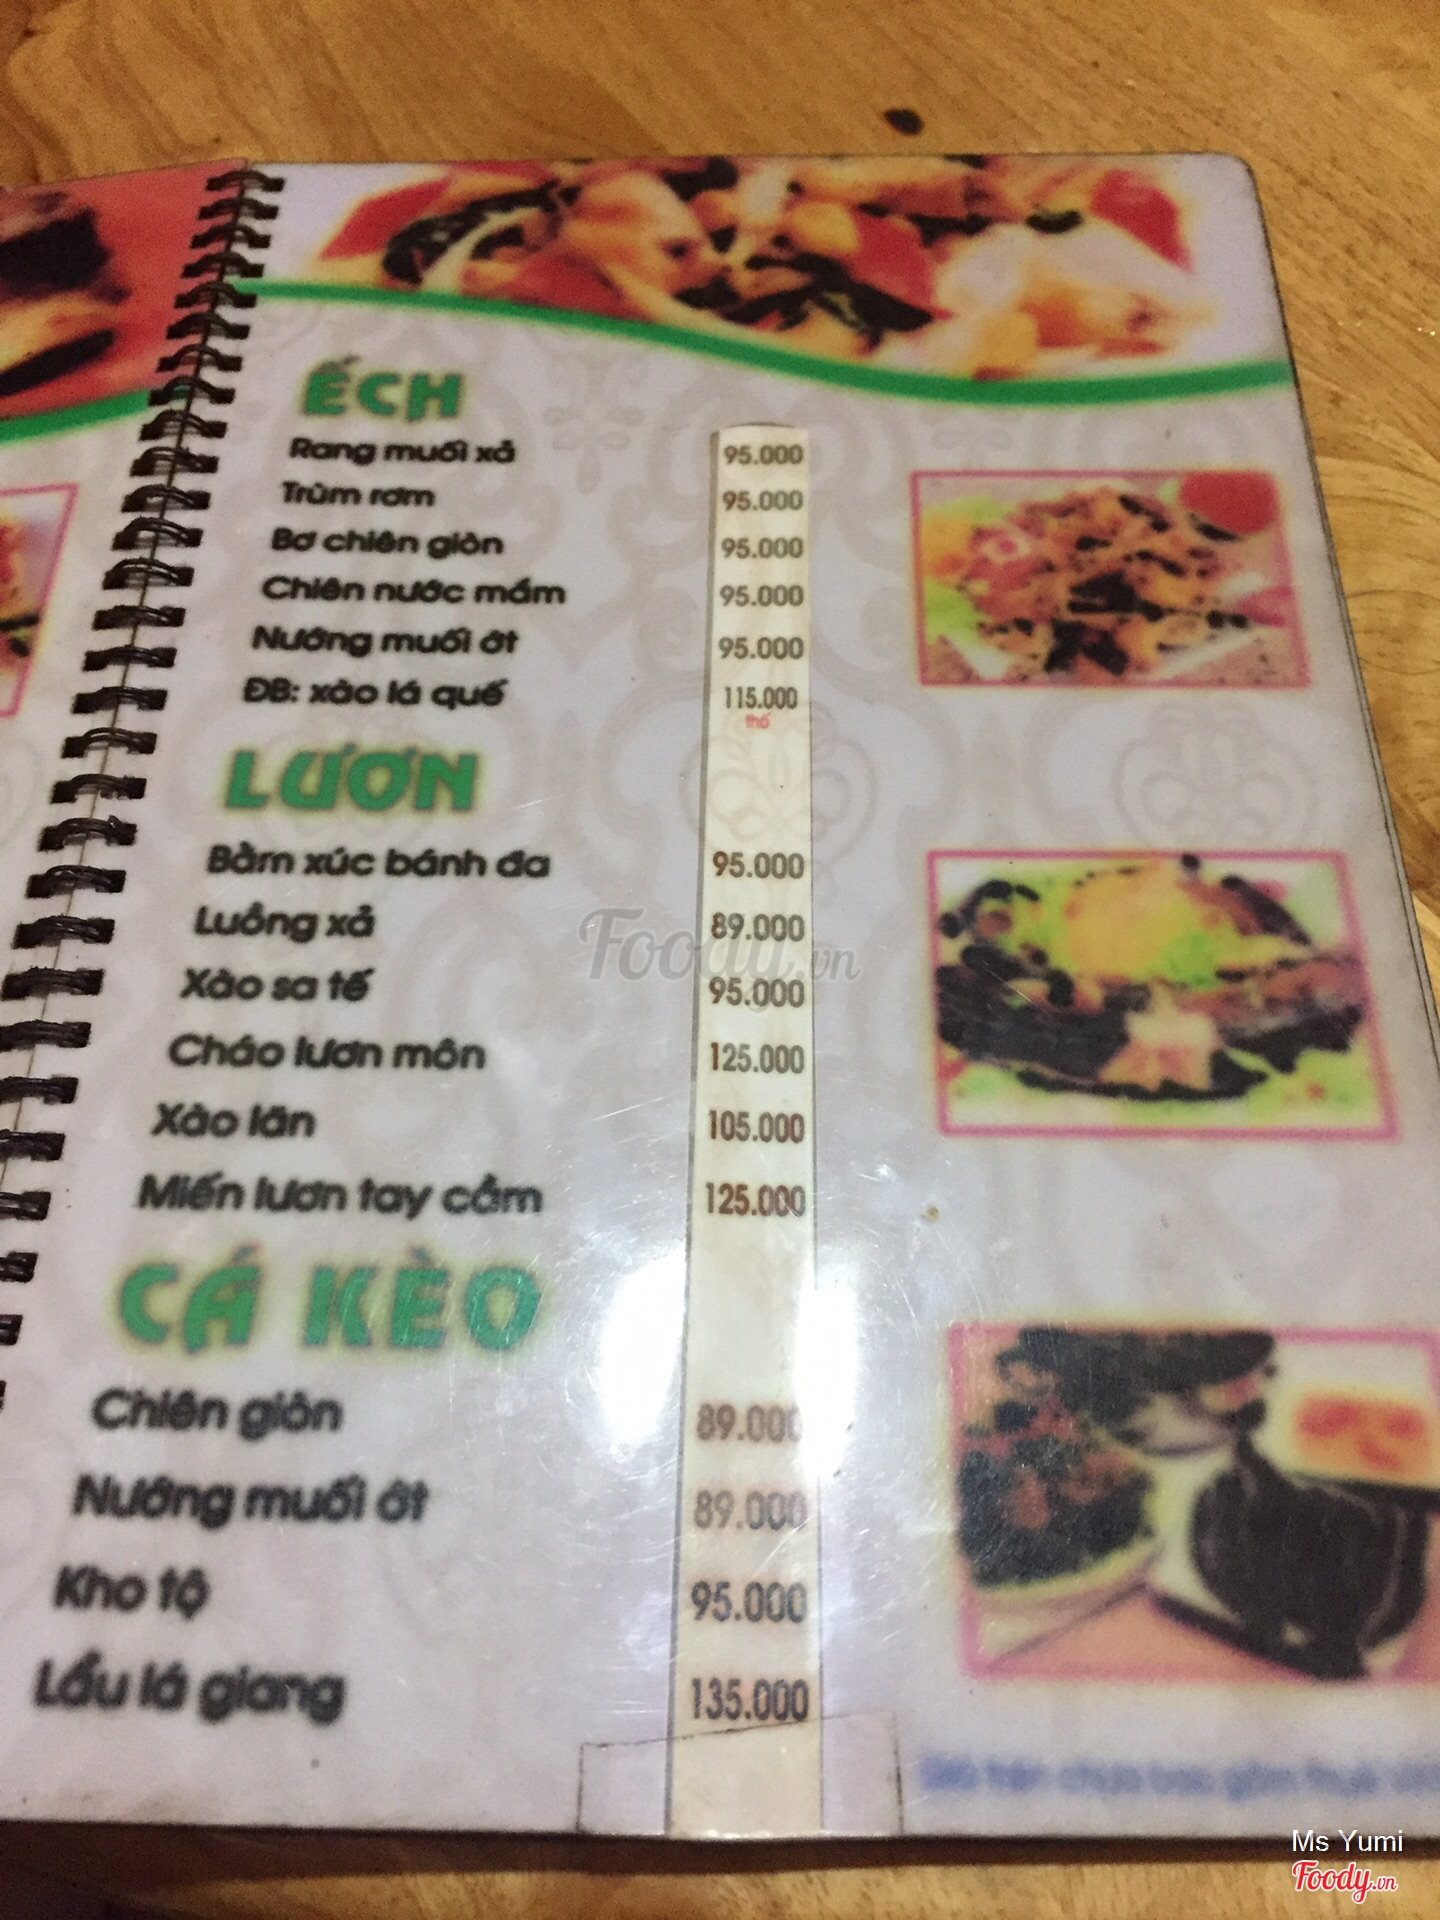 ẾCH
Rang muối xả 95.000
Trùm rơm 95.000
Bơ chiên giòn 95.000
Chiên nước mắm 95.000
Nướng muối ớt 95.000
ĐB: xào lá quế 115.000
thố
LƯƠN
Bằm xúc bánh đa 95.000
Luông xả 89.000
Xào sa tế 95.000
Cháo lươn môn 125.000
Xào lăn 105.000
Miến lươn tay cầm 125.000
CÁ KÈO
Chiên giòn 89.000
Nướng muối ớt 89.000
Kho tộ 95.000
Lẩu lá giang 135.000
Foody.vn
Ms Yumi
Foody.vn